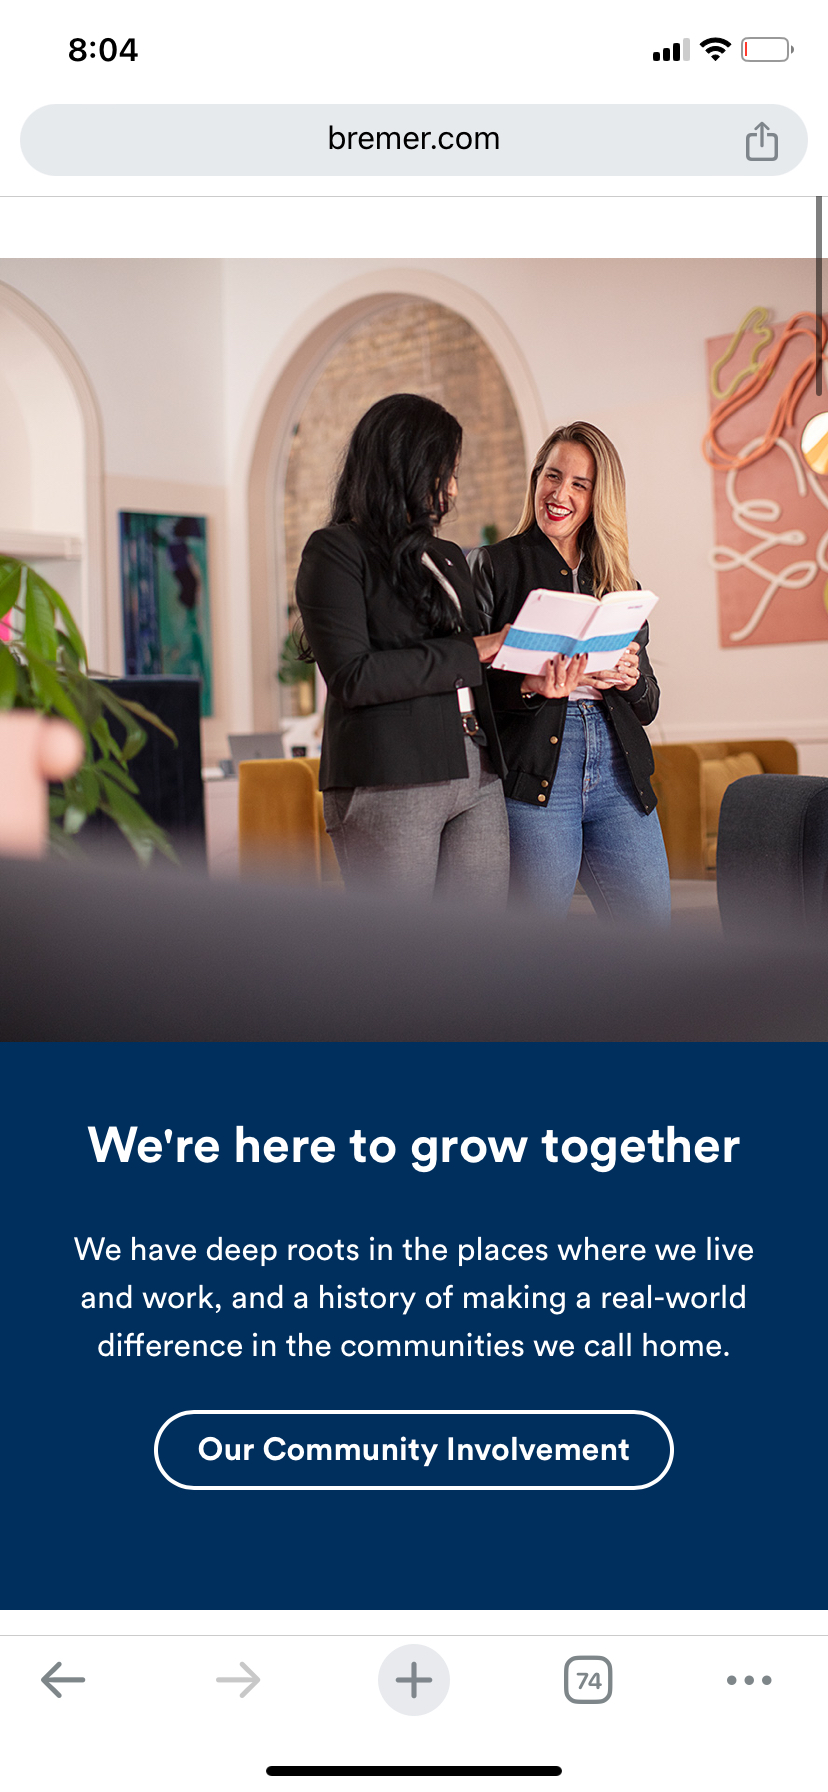 8:04
bremer.com
We're here to grow together
We have deep roots in the places where we live
and work, and a history of making a real-world
difference in the communities we call home.
Our Community Involvement
74